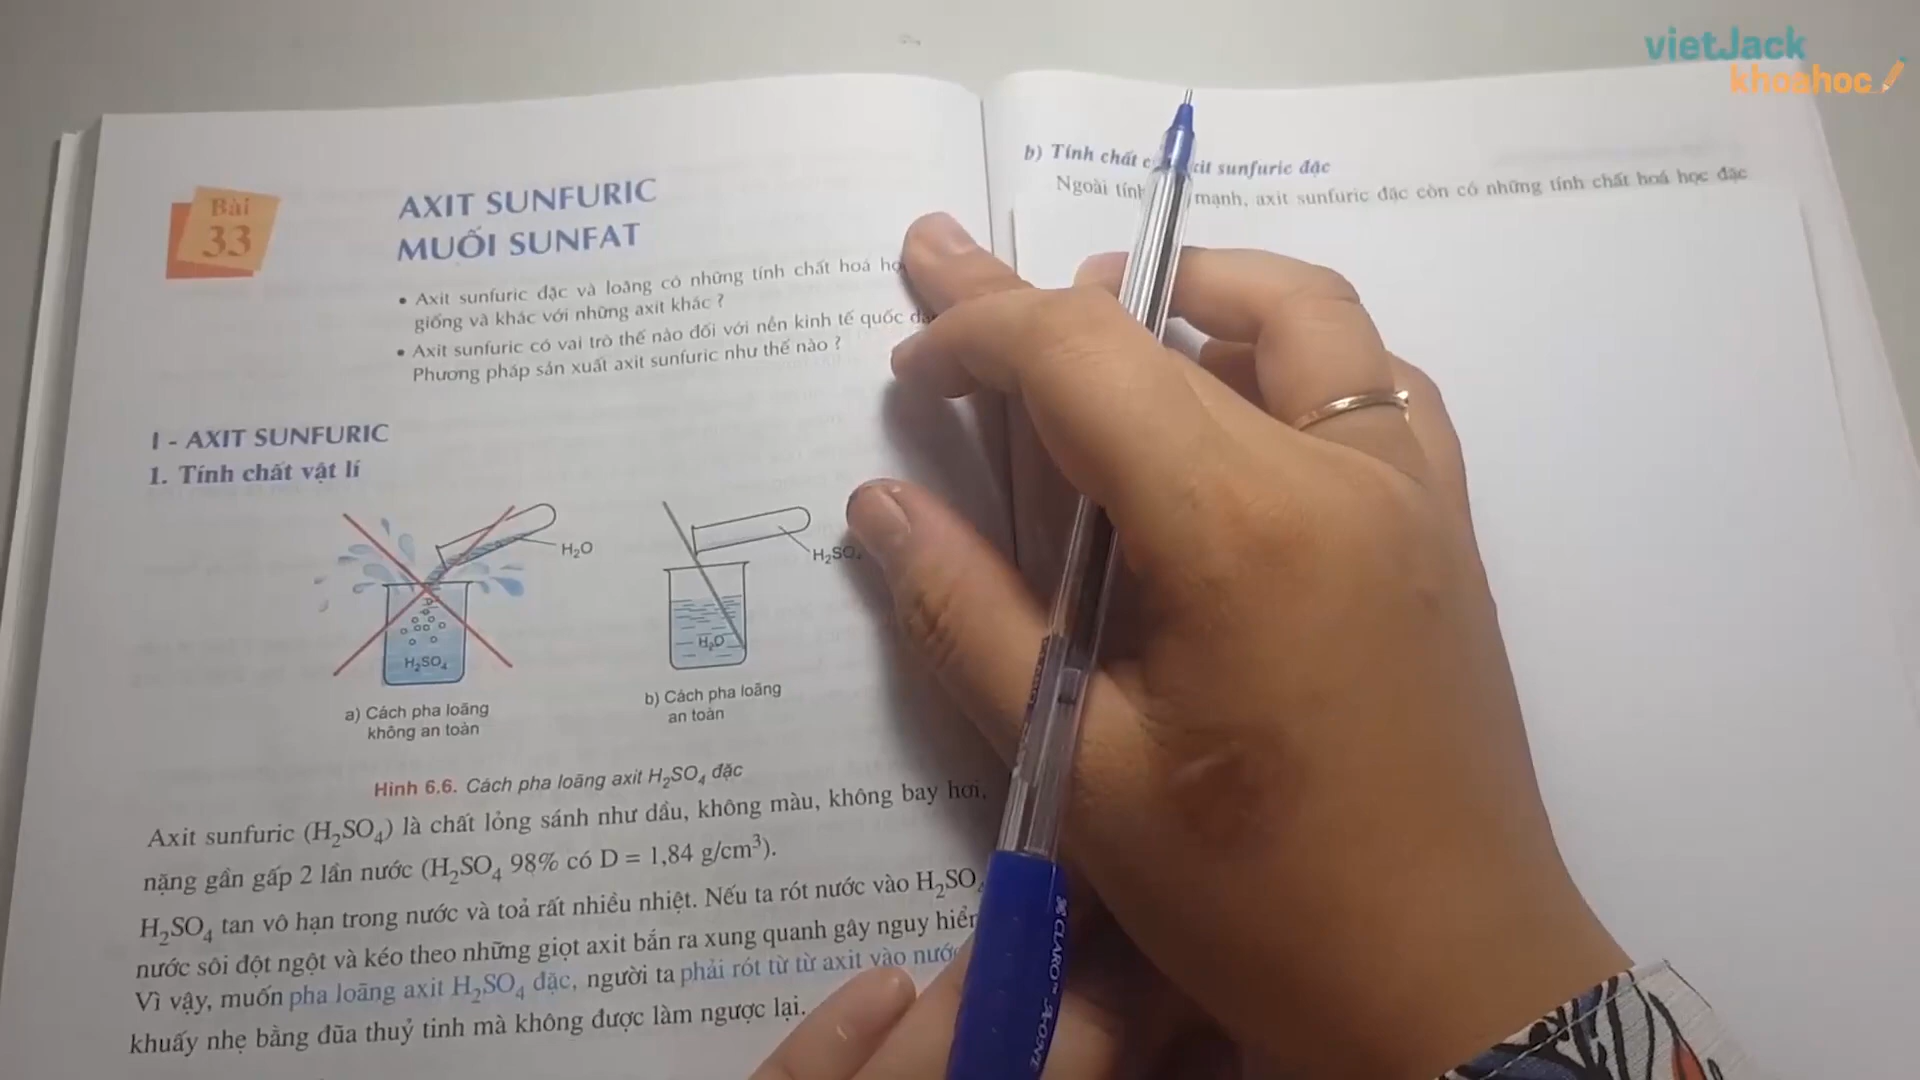 vietJack
khoahoc
Bài
33
AXIT SUNFURIC
MUỐI SUNFAT
• Axit sunfuric đặc và loãng có những tính chất hoá
giống và khác với những axit khác ?
• Axit sunfuric có vai trò thế nào đối với nền kinh tế quốc
Phương pháp sản xuất axit sunfuric như thế nào ?
I - AXIT SUNFURIC
1. Tính chất vật lí
H₂O
H₂SO₄
a) Cách pha loãng
không an toàn
H₂SO₄
H₂O
b) Cách pha loãng
an toàn
Hình 6.6. Cách pha loãng axit H₂SO₄ đặc
Axit sunfuric (H₂SO₄) là chất lỏng sánh như dầu, không màu, không bay hơi,
nặng gần gấp 2 lần nước (H₂SO₄ 98% có D = 1,84 g/cm³).
H₂SO₄ tan vô hạn trong nước và toả rất nhiều nhiệt. Nếu ta rót nước vào H₂SO₄
nước sôi đột ngột và kéo theo những giọt axit bắn ra xung quanh gây nguy
Vì vậy, muốn pha loãng axit H₂SO₄ đặc, người ta phải rót từ từ axit vào
khuấy nhẹ bằng đũa thuỷ tinh mà không được làm ngược lại.
b) Tính chất sunfuric đặc
Ngoài mạnh, axit sunfuric đặc còn có những tính chất hoá học đặc
CLARO™